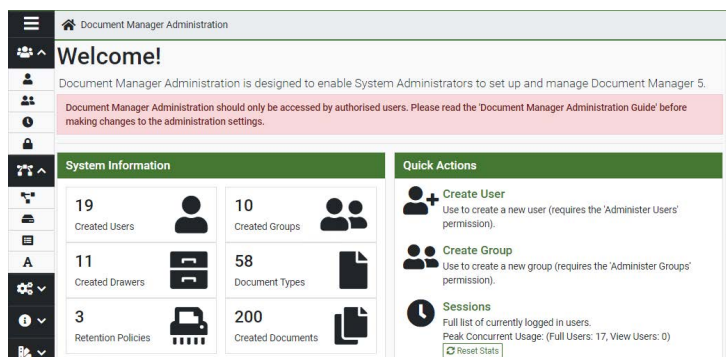 Document Manager Administration
Welcome!
Document Manager Administration is designed to enable System Administrators to set up and manage Document Manager 5.
Document Manager Administration should only be accessed by authorised users. Please read the 'Document Manager Administration Guide' before
making changes to the administration settings.
System Information
19
Created Users
10
Created Groups
11
Created Drawers
58
Document Types
3
Retention Policies
200
Created Documents
Quick Actions
Create User
Use to create a new user (requires the 'Administer Users'
permission).
Create Group
Use to create a new group (requires the 'Administer Groups'
permission).
Sessions
Full list of currently logged in users.
Peak Concurrent Usage: (Full Users: 17, View Users: 0)
Reset Stats